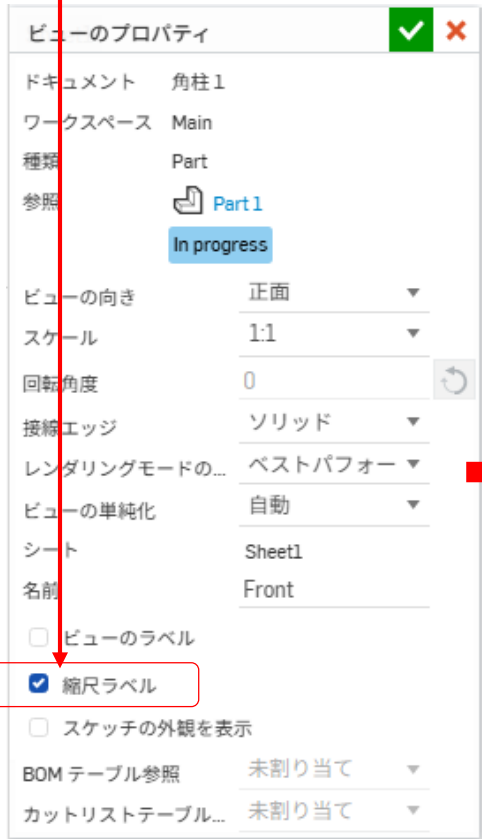 ビューのプロパティ
ドキュメント 角柱1
ワークスペース Main
種類 Part
参照 Part 1
In progress
ビューの向き 正面
スケール 1:1
回転角度 0
接線エッジ ソリッド
レンダリングモードの... ベストパフォー
ビューの単純化 自動
シート Sheet1
名前 Front
ビューのラベル
縮尺ラベル
スケッチの外観を表示
BOM テーブル参照 未割り当て
カットリストテーブル... 未割り当て